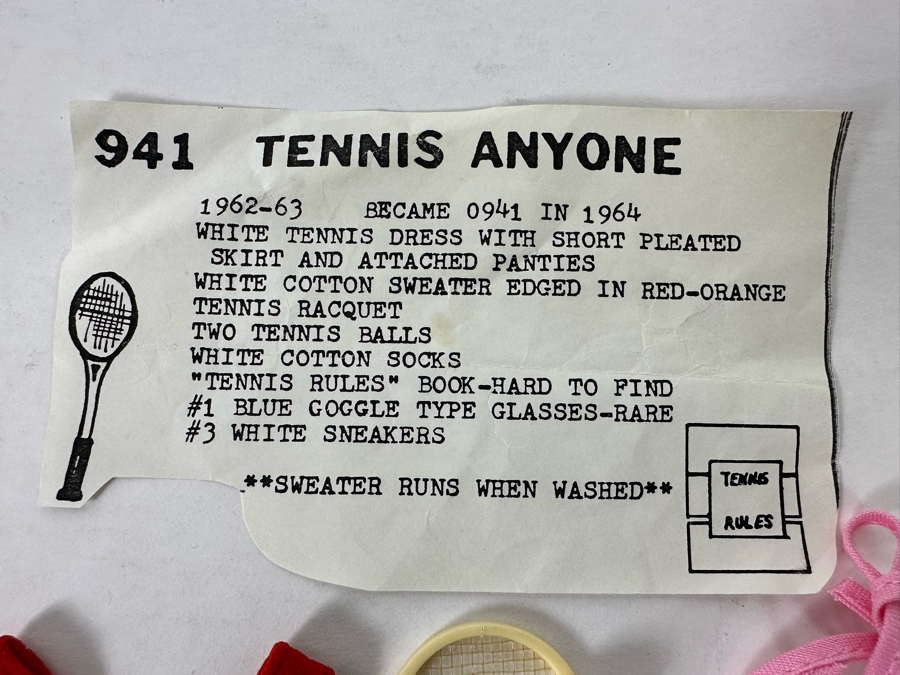 941 TENNIS ANYONE
1962-63 BECAME 0941 IN 1964
WHITE TENNIS DRESS WITH SHORT PLEATED
SKIRT AND ATTACHED PANTIES
WHITE COTTON SWEATER EDGED IN RED-ORANGE
TENNIS RACQUET
TWO TENNIS BALLS
WHITE COTTON SOCKS
"TENNIS RULES" BOOK-HARD TO FIND
#1 BLUE GOGGLE TYPE GLASSES-RARE
#3 WHITE SNEAKERS
**SWEATER RUNS WHEN WASHED**
TENNIS
RULES